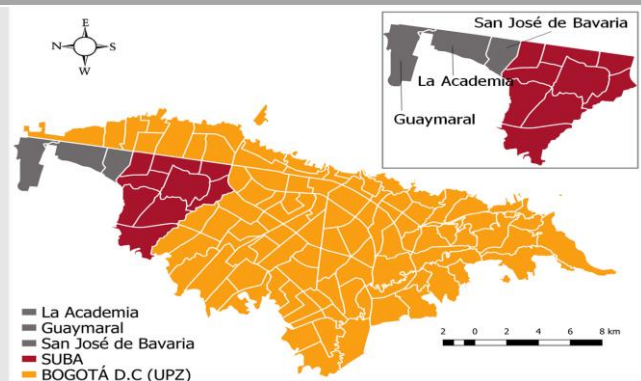 E
N S
W
San José de Bavaria
La Academia
Guaymaral
La Academia
Guaymaral
San José de Bavaria
SUBA
BOGOTÁ D.C (UPZ)
2 0 2 4 6 8 km